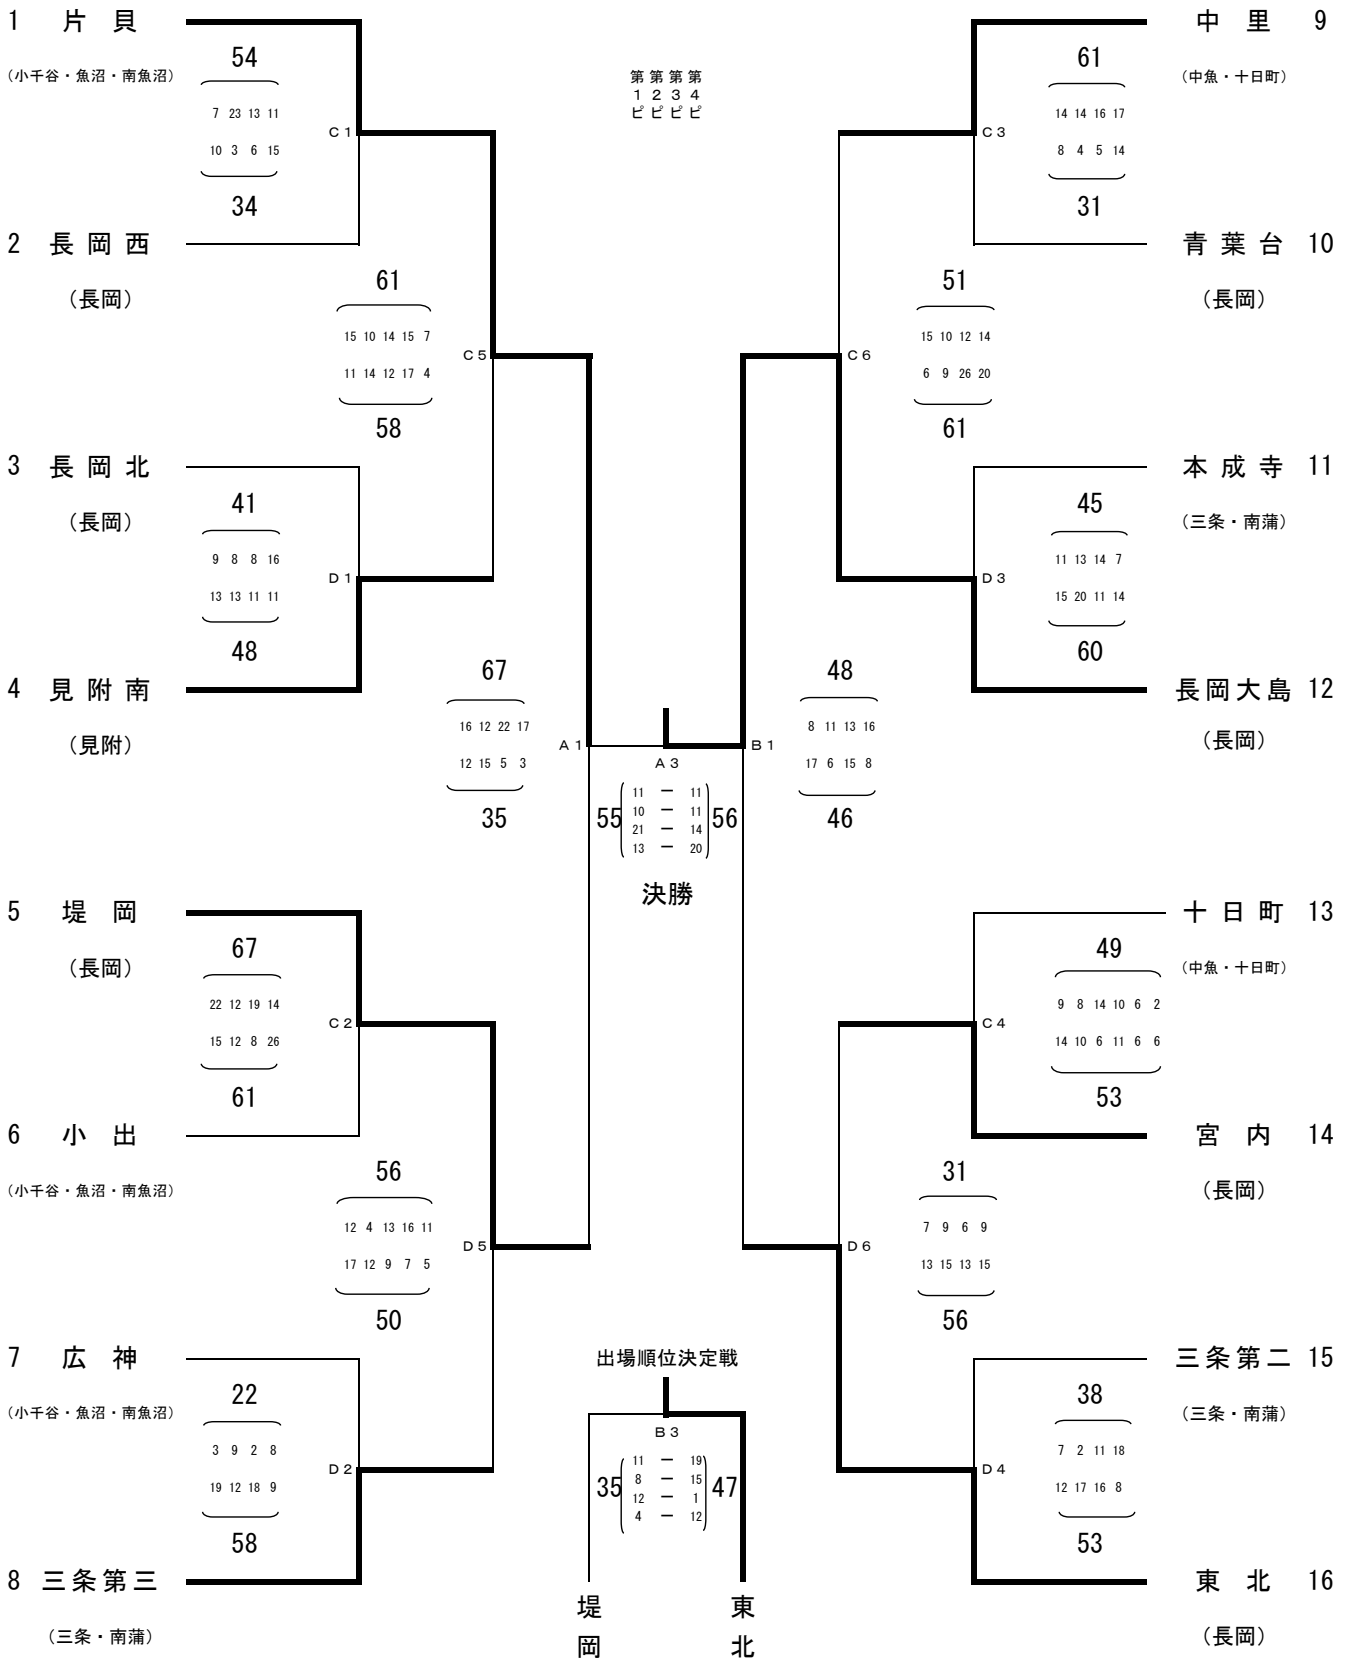 1 片貝
(小千谷・魚沼・南魚沼)
54
7 23 13 11
C1
10 3 6 15
34
2 長岡西
(長岡)
61
15 10 14 15 7
C5
11 14 12 17 4
58
3 長岡北
(長岡)
41
9 8 8 16
D1
13 13 11 11
48
4 見附南
(見附)
67
16 12 22 17
A1
12 15 5 3
35
5 堤岡
(長岡)
67
22 12 19 14
C2
15 12 8 26
61
6 小出
(小千谷・魚沼・南魚沼)
56
12 4 13 16 11
D5
17 12 9 7 5
50
7 広神
(小千谷・魚沼・南魚沼)
22
3 9 2 8
D2
19 12 18 9
58
8 三条第三
(三条・南蒲)
第1ピ
第2ピ
第3ピ
第4ピ
A3
55
11 ー 11
10 ー 11
21 ー 14
13 ー 20
56
決勝
出場順位決定戦
B3
35
11 ー 19
8 ー 15
12 ー 1
4 ー 12
47
堤岡
東北
中里 9
(中魚・十日町)
61
14 14 16 17
C3
8 4 5 14
31
青葉台 10
(長岡)
51
15 10 12 14
C6
6 9 26 20
61
本成寺 11
(三条・南蒲)
45
11 13 14 7
D3
15 20 11 14
60
長岡大島 12
(長岡)
48
8 11 13 16
B1
17 6 15 8
46
十日町 13
(中魚・十日町)
49
9 8 14 10 6 2
C4
14 10 6 11 6 6
53
宮内 14
(長岡)
31
7 9 6 9
D6
13 15 13 15
56
三条第二 15
(三条・南蒲)
38
7 2 11 18
D4
12 17 16 8
53
東北 16
(長岡)